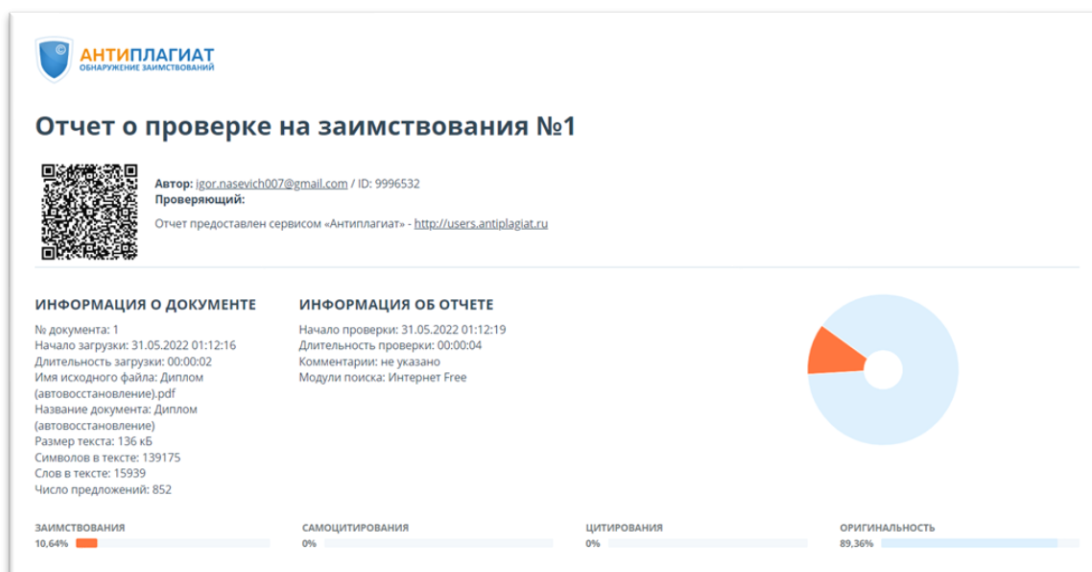 ©
АНТИПЛАГИАТ
ОБНАРУЖЕНИЕ ЗАИМСТВОВАНИЙ
Отчет о проверке на заимствования №1
Автор: igor.nasevich007@gmail.com / ID: 9996532
Проверяющий:
Отчет предоставлен сервисом «Антиплагиат» - http://users.antiplagiat.ru
ИНФОРМАЦИЯ О ДОКУМЕНТЕ
№ документа: 1
Начало загрузки: 31.05.2022 01:12:16
Длительность загрузки: 00:00:02
Имя исходного файла: Диплом
(автовосстановление).pdf
Название документа: Диплом
(автовосстановление)
Размер текста: 136 кБ
Символов в тексте: 139175
Слов в тексте: 15939
Число предложений: 852
ИНФОРМАЦИЯ ОБ ОТЧЕТЕ
Начало проверки: 31.05.2022 01:12:19
Длительность проверки: 00:00:04
Комментарии: не указано
Модули поиска: Интернет Free
ЗАИМСТВОВАНИЯ
10,64%
САМОЦИТИРОВАНИЯ
0%
ЦИТИРОВАНИЯ
0%
ОРИГИНАЛЬНОСТЬ
89,36%